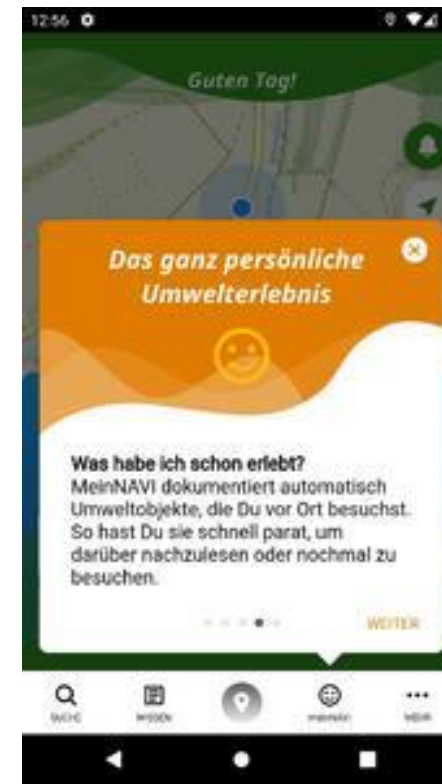 12:56
Guten Tag!
Das ganz persönliche
Umwelterlebnis
Was habe ich schon erlebt?
MeinNAVI dokumentiert automatisch
Umweltobjekte, die Du vor Ort besuchst.
So hast Du sie schnell parat, um
darüber nachzulesen oder nochmal zu
besuchen.
WEITER
SUCHE WISSEN MeinNAVI MEHR